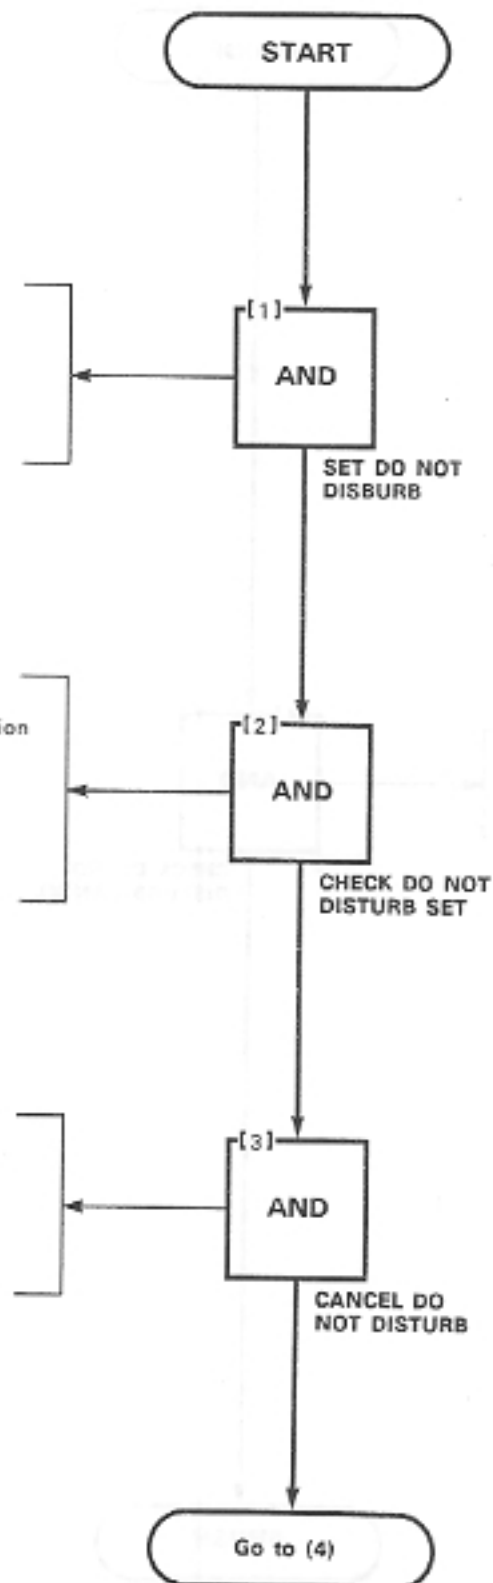 START
[1]
AND
SET DO NOT
DISBURB
[2]
AND
CHECK DO NOT
DISTURB SET
[3]
AND
CANCEL DO
NOT DISTURB
Go to (4)